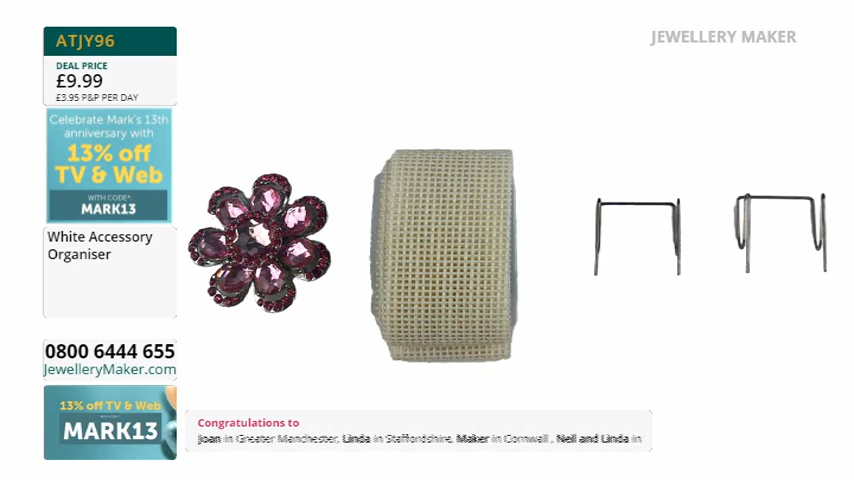 ATJY96
DEAL PRICE
£9.99
£3.95 P&P PER DAY
Celebrate Mark's 13th
anniversary with
13% off
TV & Web
WITH CODE*
MARK13
White Accessory
Organiser
0800 6444 655
JewelleryMaker.com
13% off TV & Web
MARK13
JEWELLERY MAKER
Congratulations to
Joan in Greater Manchester, Linda in Staffordshire, Maker in Cornwall , Neil and Linda in